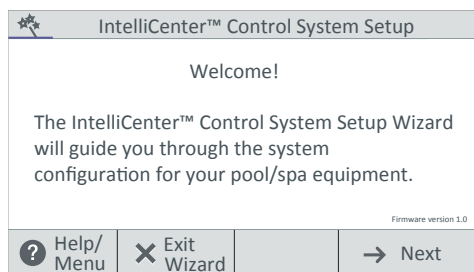 IntelliCenter™ Control System Setup
Welcome!
The IntelliCenter™ Control System Setup Wizard
will guide you through the system
configuration for your pool/spa equipment.
Firmware version 1.0
? Help/
Menu
Exit
Wizard
Next